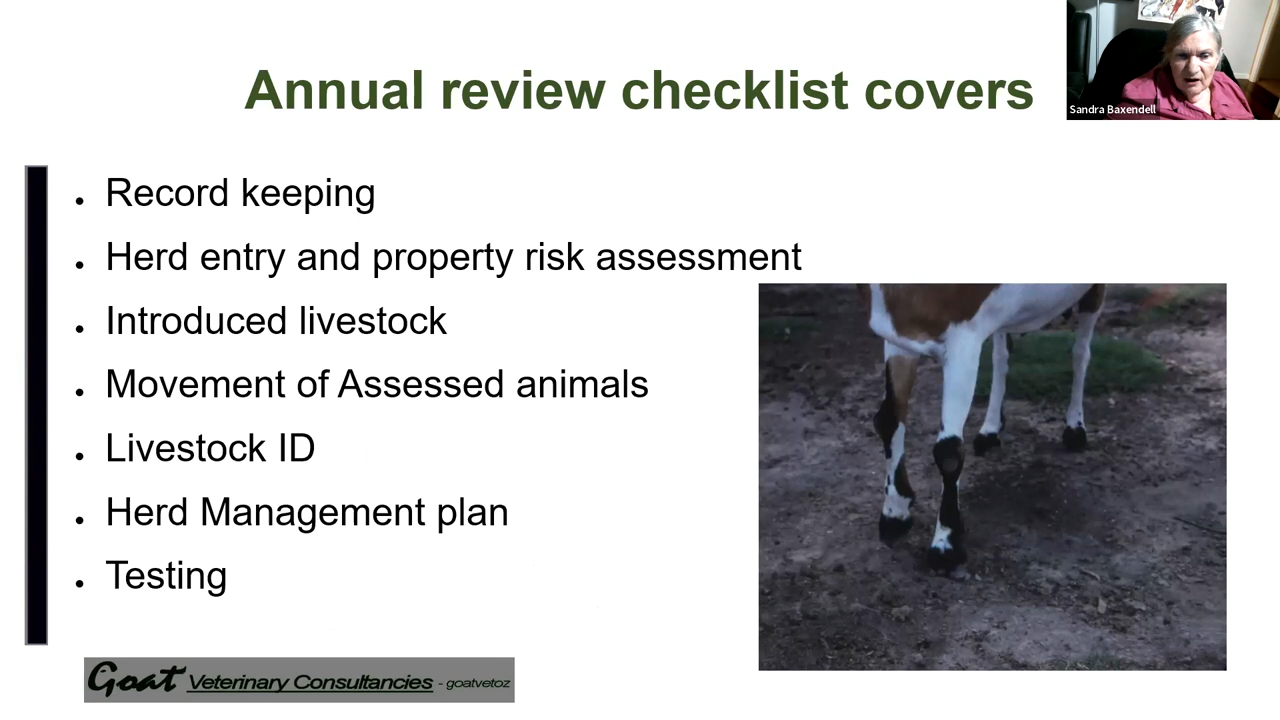 Annual review checklist covers
Sandra Baxendell
• Record keeping
• Herd entry and property risk assessment
• Introduced livestock
• Movement of Assessed animals
• Livestock ID
• Herd Management plan
• Testing
Goat Veterinary Consultancies - goatvetoz